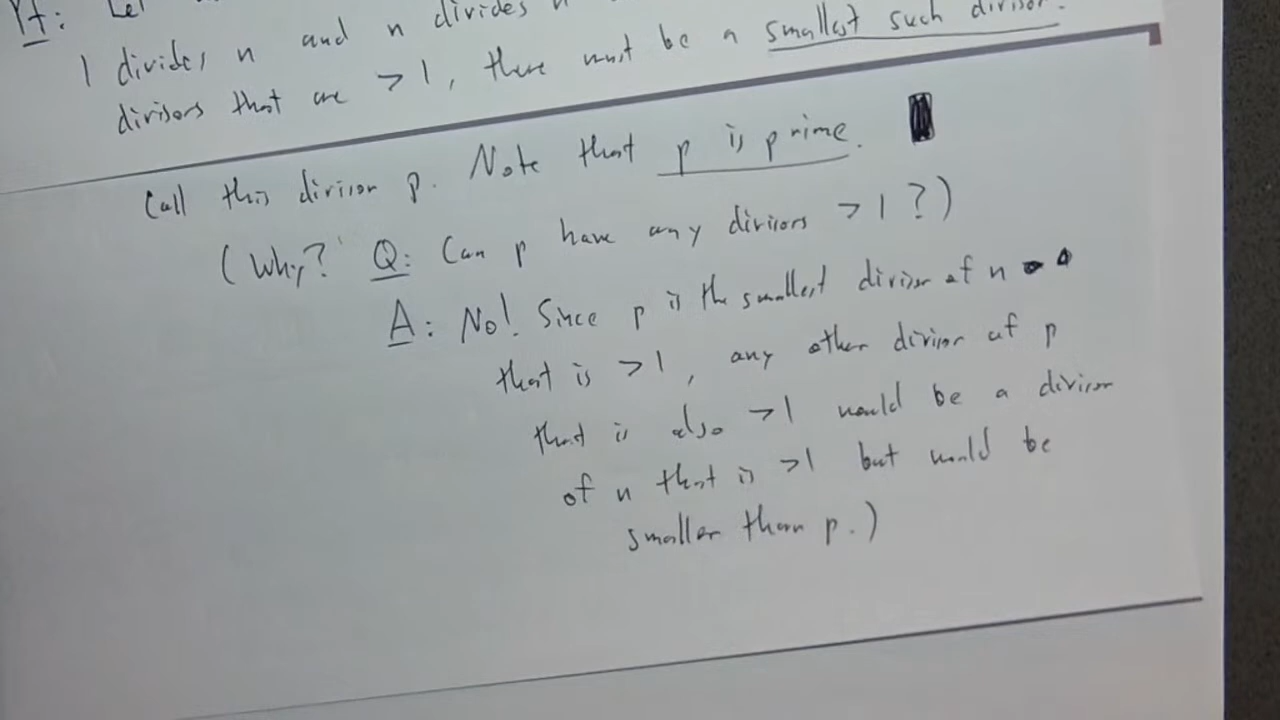 Pf: Let
1 divides n and n divides n
divisors that are > 1, there must be a smallest such divisor.
Call this divisor p. Note that p is prime.
(Why? Q: Can p have any divisors > 1?)
A: No! Since p is the smallest divisor of n
that is > 1, any other divisor of p
that is also > 1 would be a divisor
of n that is > 1 but would be
smaller than p.)